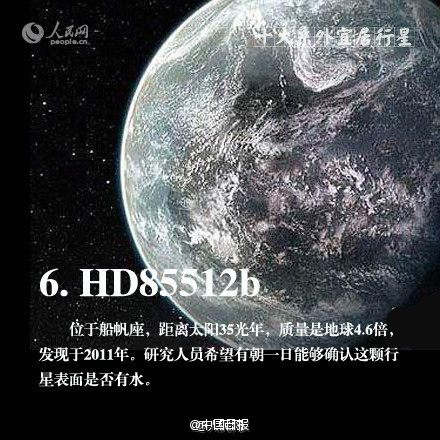 人民网
people.cn
十大系外宜居行星
6. HD85512b
位于船帆座，距离太阳35光年，质量是地球4.6倍，
发现于2011年。研究人员希望有朝一日能够确认这颗行
星表面是否有水。
@中国日报